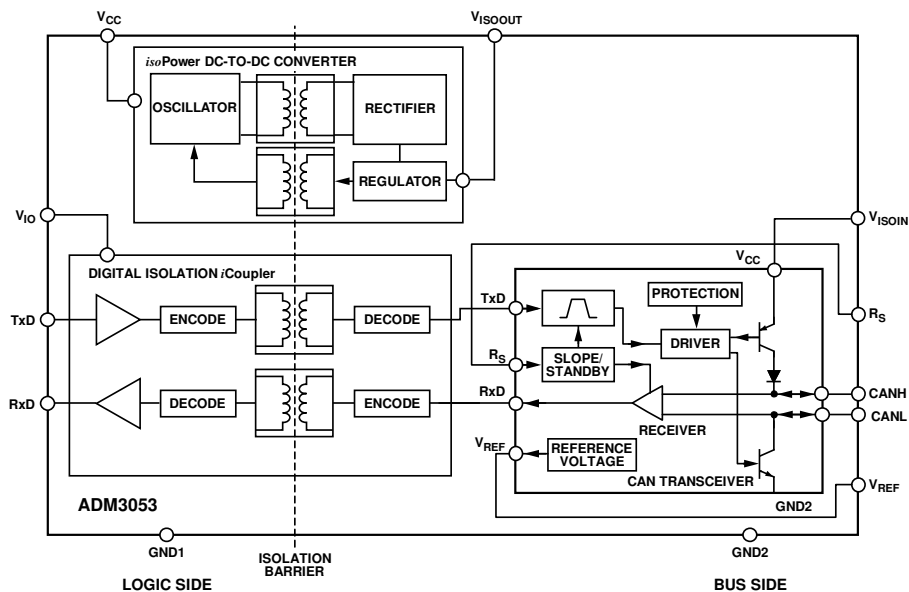 VCC
VISOOUT
isoPower DC-TO-DC CONVERTER
OSCILLATOR
RECTIFIER
REGULATOR
VIO
VISOIN
DIGITAL ISOLATION iCoupler
VCC
TxD
ENCODE
DECODE
TxD
PROTECTION
DRIVER
RS
RS
SLOPE/
STANDBY
RxD
DECODE
ENCODE
RxD
RECEIVER
CANH
CANL
VREF
REFERENCE
VOLTAGE
CAN TRANSCEIVER
VREF
GND2
ADM3053
GND1
ISOLATION
BARRIER
GND2
LOGIC SIDE
BUS SIDE